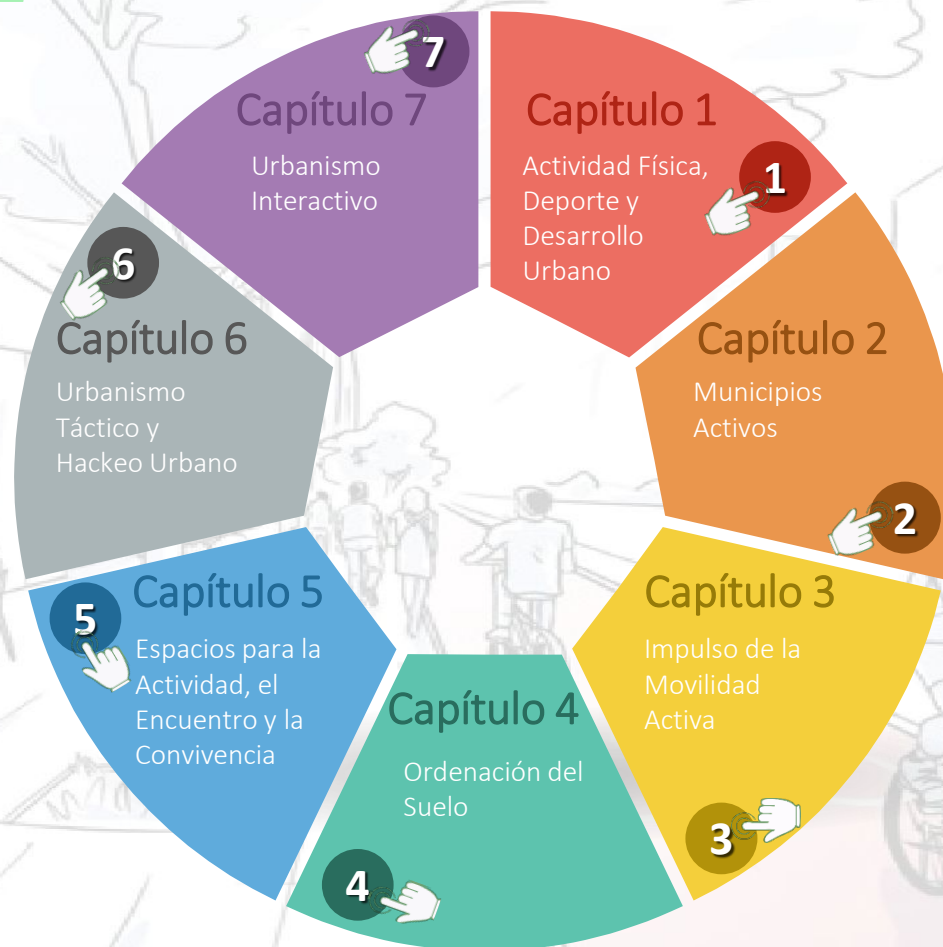 Capítulo 1
Actividad Física,
Deporte y
Desarrollo
Urbano
1
Capítulo 2
Municipios
Activos
2
Capítulo 3
Impulso de la
Movilidad
Activa
3
Capítulo 4
Ordenación del
Suelo
4
Capítulo 5
5
Espacios para la
Actividad, el
Encuentro y la
Convivencia
6
Capítulo 6
Urbanismo
Táctico y
Hackeo Urbano
7
Capítulo 7
Urbanismo
Interactivo